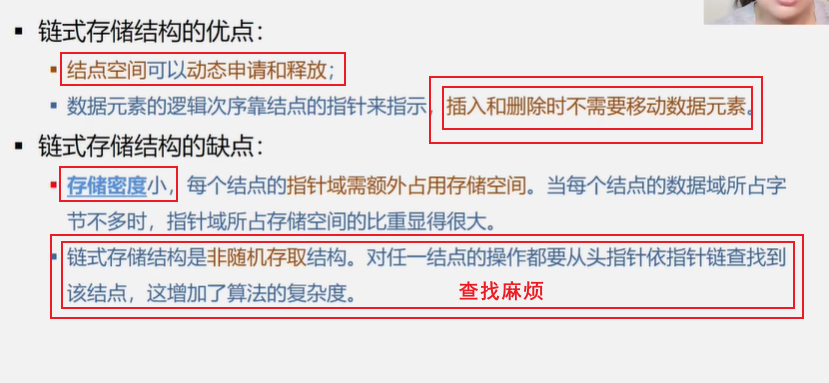 链式存储结构的优点：
结点空间可以动态申请和释放；
数据元素的逻辑次序靠结点的指针来指示，插入和删除时不需要移动数据元素。
链式存储结构的缺点：
存储密度小，每个结点的指针域需额外占用存储空间。当每个结点的数据域所占字
节不多时，指针域所占存储空间的比重显得很大。
链式存储结构是非随机存取结构。对任一结点的操作都要从头指针依指针链查找到
该结点，这增加了算法的复杂度。 查找麻烦